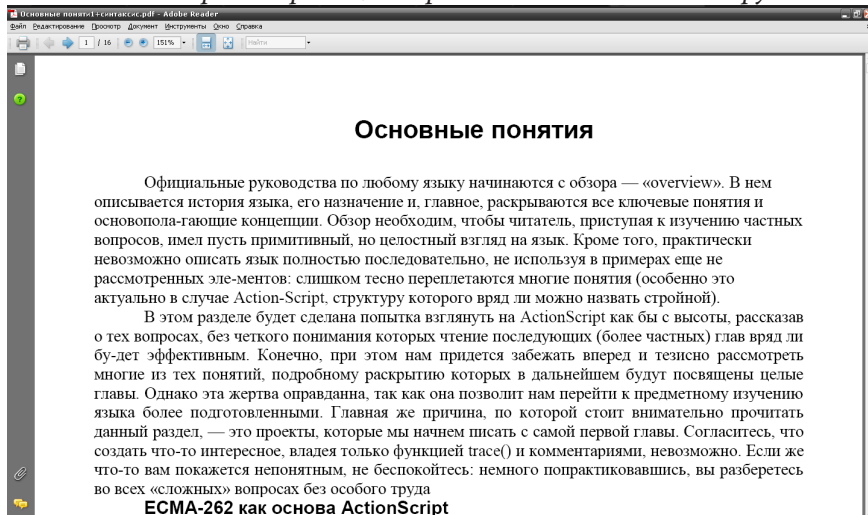 Основные поняти1+синтаксис.pdf - Adobe Reader
Файл Редактирование Просмотр Документ Инструменты Окно Справка
1 / 16 151% Найти
Основные понятия
Официальные руководства по любому языку начинаются с обзора — «overview». В нем
описывается история языка, его назначение и, главное, раскрываются все ключевые понятия и
основопола-гающие концепции. Обзор необходим, чтобы читатель, приступая к изучению частных
вопросов, имел пусть примитивный, но целостный взгляд на язык. Кроме того, практически
невозможно описать язык полностью последовательно, не используя в примерах еще не
рассмотренных эле-ментов: слишком тесно переплетаются многие понятия (особенно это
актуально в случае Action-Script, структуру которого вряд ли можно назвать стройной).
В этом разделе будет сделана попытка взглянуть на ActionScript как бы с высоты, рассказав
о тех вопросах, без четкого понимания которых чтение последующих (более частных) глав вряд ли
бу-дет эффективным. Конечно, при этом нам придется забежать вперед и тезисно рассмотреть
многие из тех понятий, подробному раскрытию которых в дальнейшем будут посвящены целые
главы. Однако эта жертва оправданна, так как она позволит нам перейти к предметному изучению
языка более подготовленными. Главная же причина, по которой стоит внимательно прочитать
данный раздел, — это проекты, которые мы начнем писать с самой первой главы. Согласитесь, что
создать что-то интересное, владея только функцией trace() и комментариями, невозможно. Если же
что-то вам покажется непонятным, не беспокойтесь: немного попрактиковавшись, вы разберетесь
во всех «сложных» вопросах без особого труда
ECMA-262 как основа ActionScript